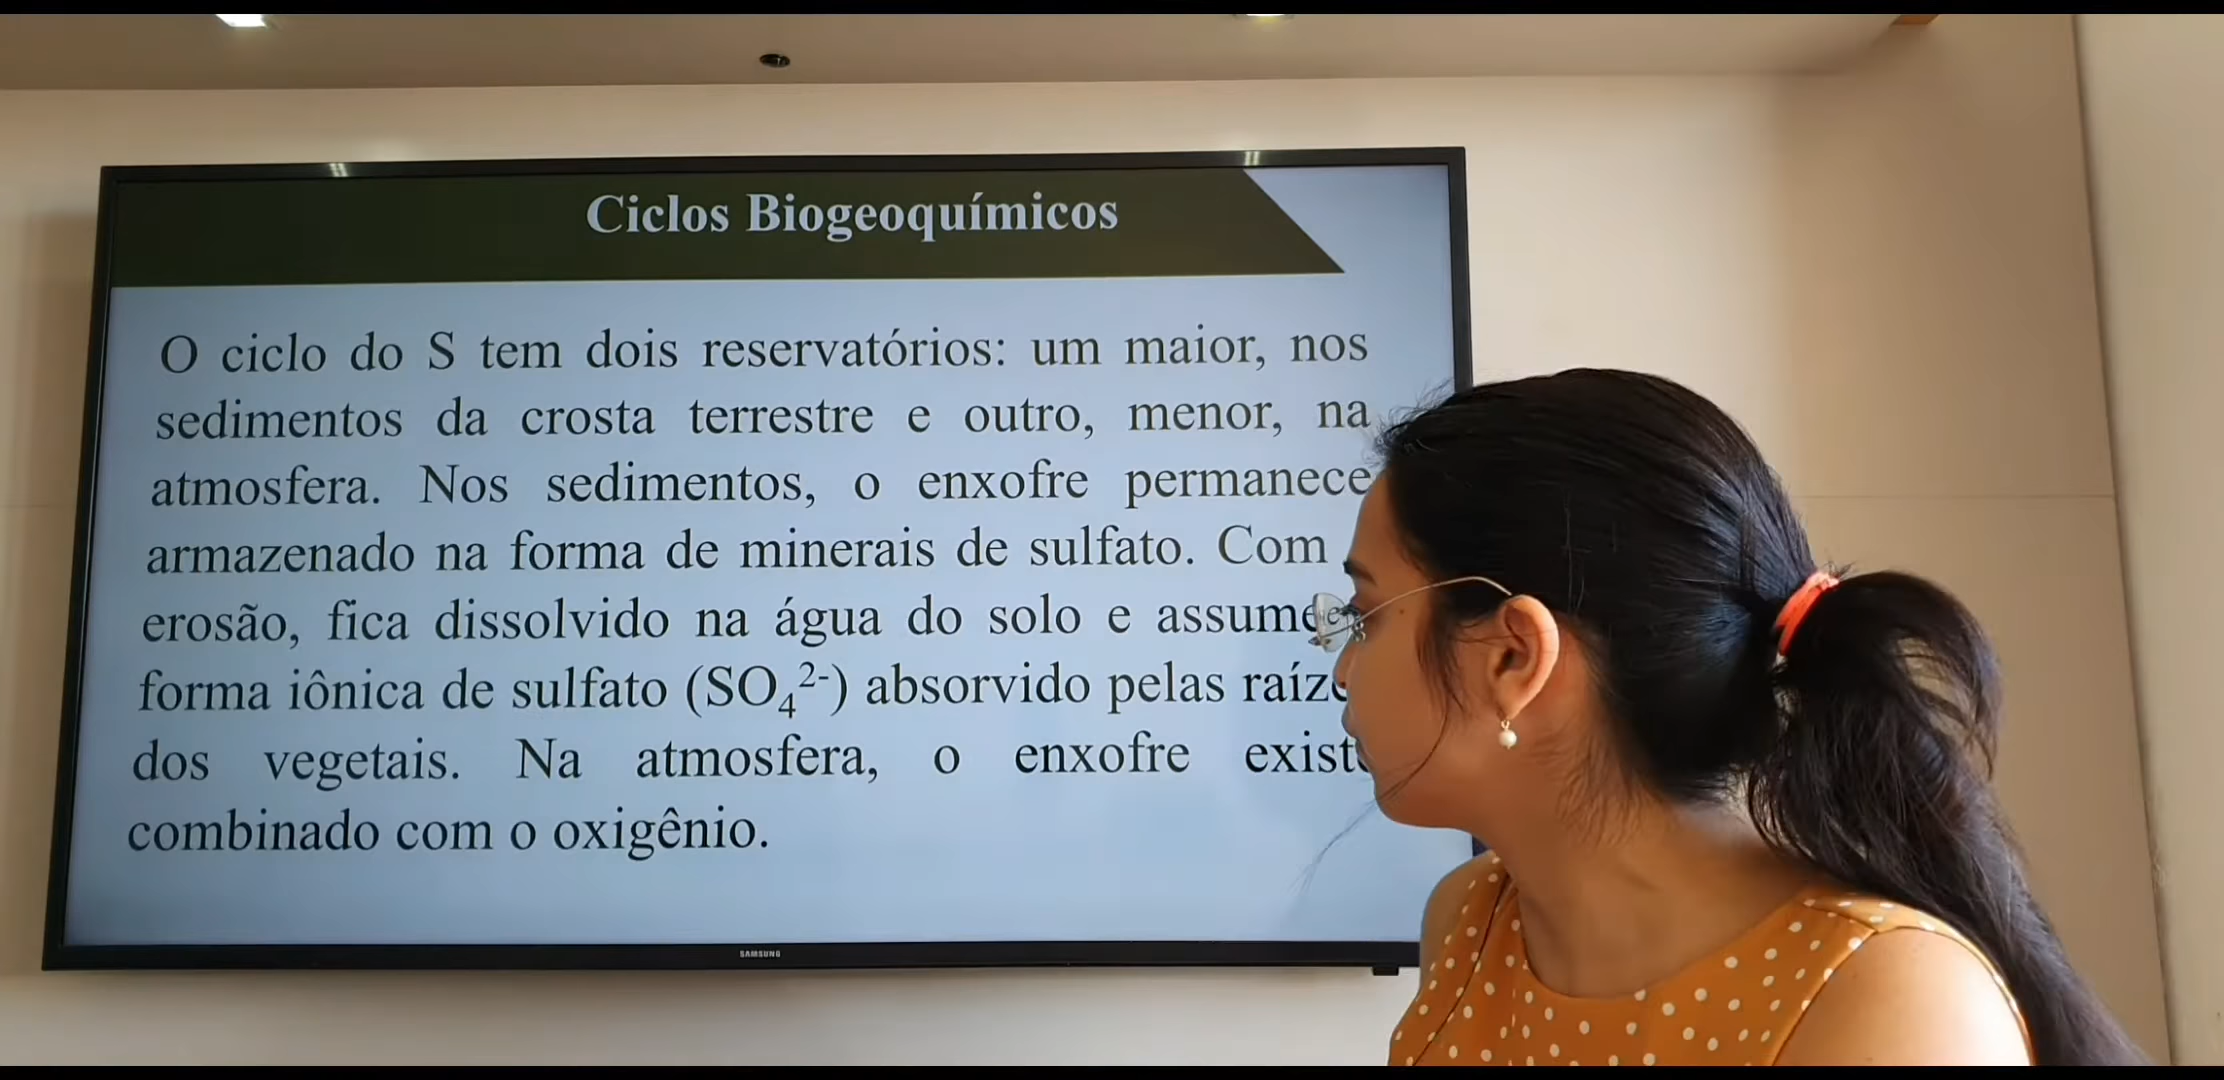 Ciclos Biogeoquímicos
O ciclo do S tem dois reservatórios: um maior, nos
sedimentos da crosta terrestre e outro, menor, na
atmosfera. Nos sedimentos, o enxofre permanece
armazenado na forma de minerais de sulfato. Com
erosão, fica dissolvido na água do solo e assume
forma iônica de sulfato (SO₄²⁻) absorvido pelas
dos vegetais. Na atmosfera, o enxofre
combinado com o oxigênio.
SAMSUNG